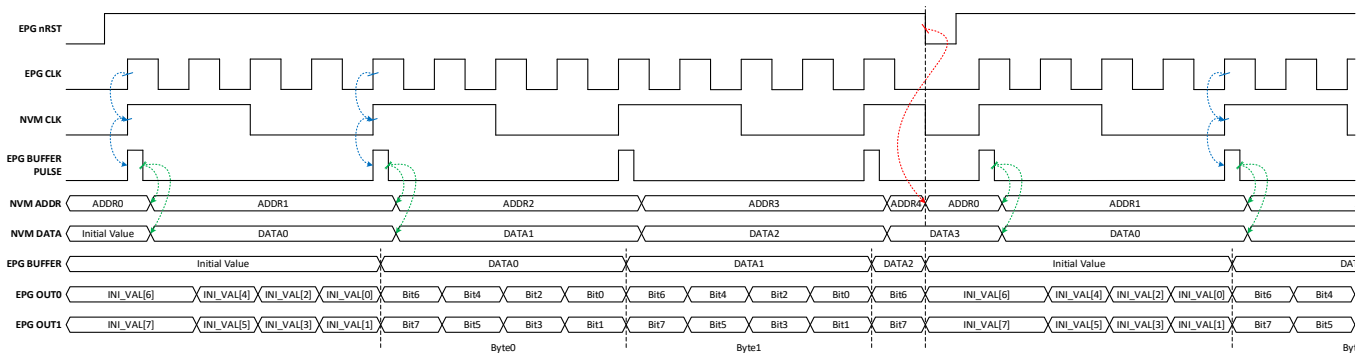 EPG nRST
EPG CLK
NVM CLK
EPG BUFFER
PULSE
NVM ADDR ADDR0 ADDR1 ADDR2 ADDR3 ADDR4 ADDR0 ADDR1
NVM DATA Initial Value DATA0 DATA1 DATA2 DATA3 DATA0
EPG BUFFER Initial Value DATA0 DATA1 DATA2 Initial Value
EPG OUT0 INI_VAL[6] INI_VAL[4] INI_VAL[2] INI_VAL[0] Bit6 Bit4 Bit2 Bit0 Bit6 Bit4 Bit2 Bit0 Bit6 INI_VAL[6] INI_VAL[4] INI_VAL[2] INI_VAL[0] Bit6 Bit4
EPG OUT1 INI_VAL[7] INI_VAL[5] INI_VAL[3] INI_VAL[1] Bit7 Bit5 Bit3 Bit1 Bit7 Bit5 Bit3 Bit1 Bit7 INI_VAL[7] INI_VAL[5] INI_VAL[3] INI_VAL[1] Bit7 Bit5
Byte0 Byte1